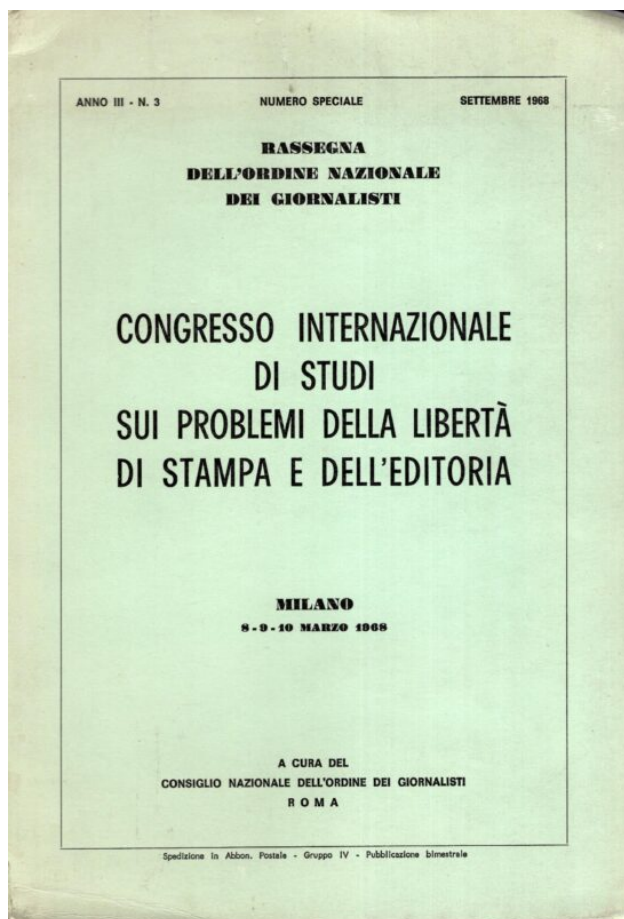 ANNO III - N. 3 NUMERO SPECIALE SETTEMBRE 1968
RASSEGNA
DELL'ORDINE NAZIONALE
DEI GIORNALISTI
CONGRESSO INTERNAZIONALE
DI STUDI
SUI PROBLEMI DELLA LIBERTÀ
DI STAMPA E DELL'EDITORIA
MILANO
8-9-10 MARZO 1968
A CURA DEL
CONSIGLIO NAZIONALE DELL'ORDINE DEI GIORNALISTI
ROMA
Spedizione in Abbon. Postale - Gruppo IV - Pubblicazione bimestrale